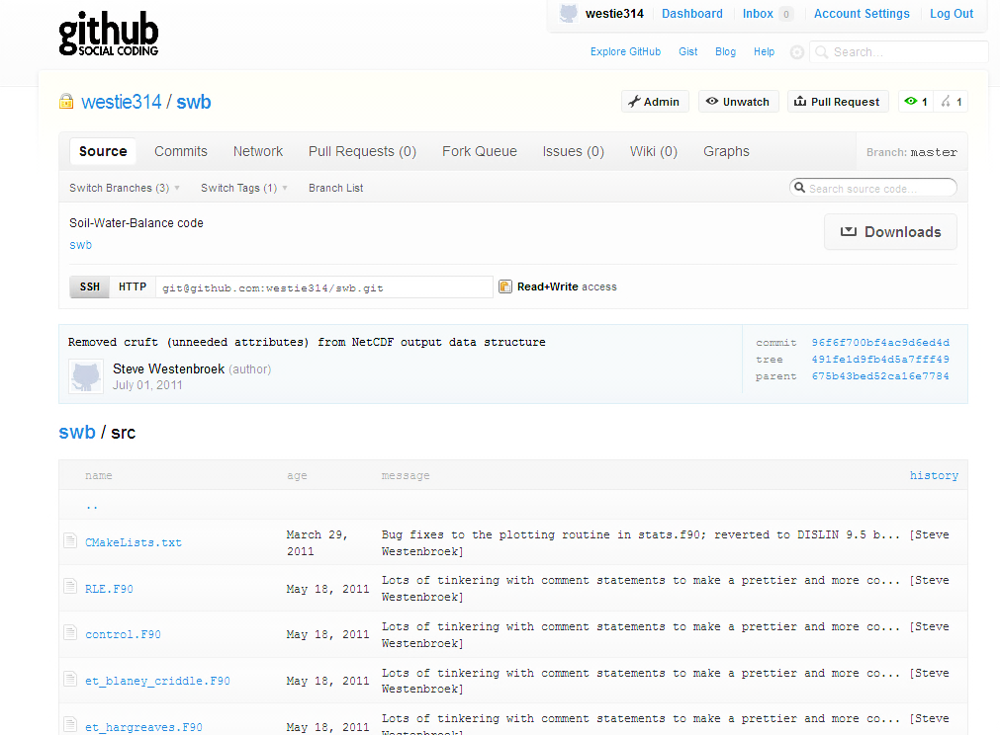 github
SOCIAL CODING
westie314 Dashboard Inbox 0 Account Settings Log Out
Explore GitHub Gist Blog Help Search...
westie314 / swb
Admin Unwatch Pull Request 1 1
Source Commits Network Pull Requests (0) Fork Queue Issues (0) Wiki (0) Graphs Branch: master
Switch Branches (3) Switch Tags (1) Branch List Search source code...
Soil-Water-Balance code
swb
Downloads
SSH HTTP git@github.com:westie314/swb.git Read+Write access
Removed cruft (unneeded attributes) from NetCDF output data structure
Steve Westenbroek (author)
July 01, 2011
commit 96f6f700bf4ac9d6ed4d
tree 491fe1d9fb4d5a7fff49
parent 675b43bed52ca16e7784
swb / src
name age message history
..
CMakeLists.txt March 29, 2011 Bug fixes to the plotting routine in stats.f90; reverted to DISLIN 9.5 b... [Steve
Westenbroek]
RLE.F90 May 18, 2011 Lots of tinkering with comment statements to make a prettier and more co... [Steve
Westenbroek]
control.F90 May 18, 2011 Lots of tinkering with comment statements to make a prettier and more co... [Steve
Westenbroek]
et_blaney_criddle.F90 May 18, 2011 Lots of tinkering with comment statements to make a prettier and more co... [Steve
Westenbroek]
et_hargreaves.F90 May 18, 2011 Lots of tinkering with comment statements to make a prettier and more co... [Steve
Westenbroek]